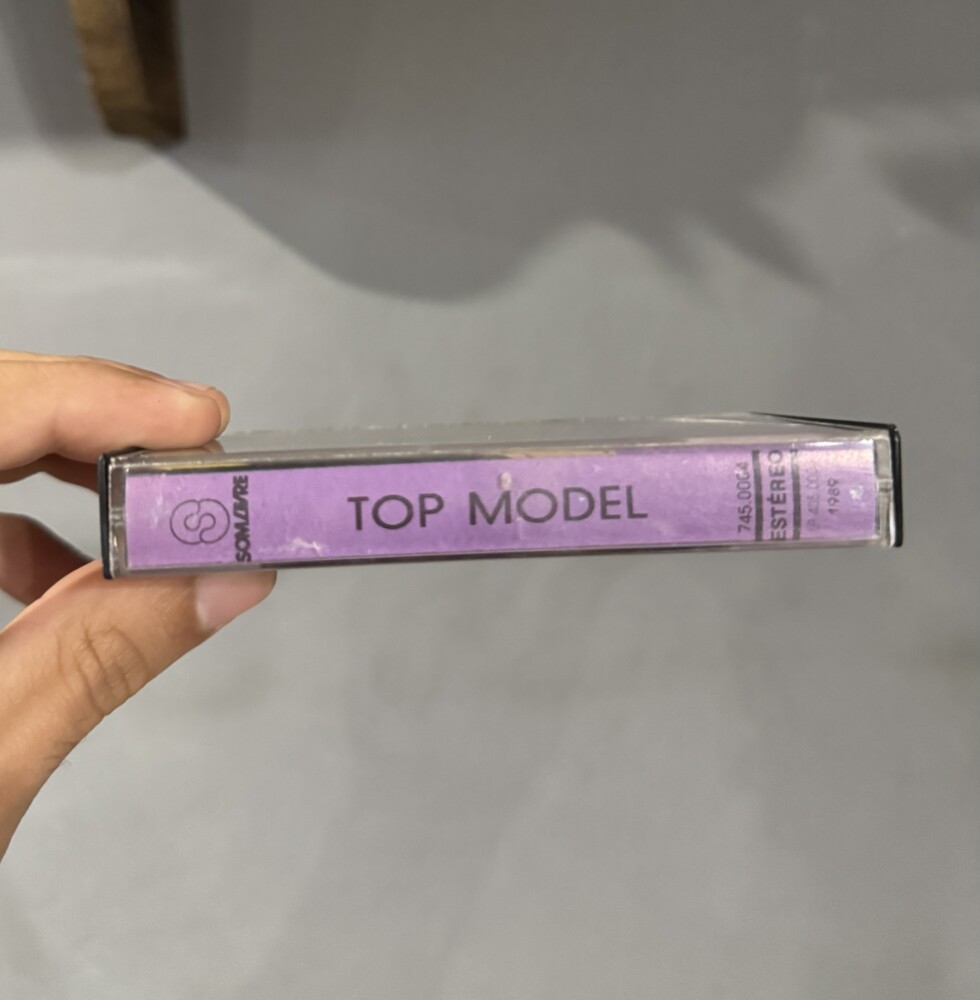 SOM LIVRE
TOP MODEL
745.0004
ESTÉREO
1989